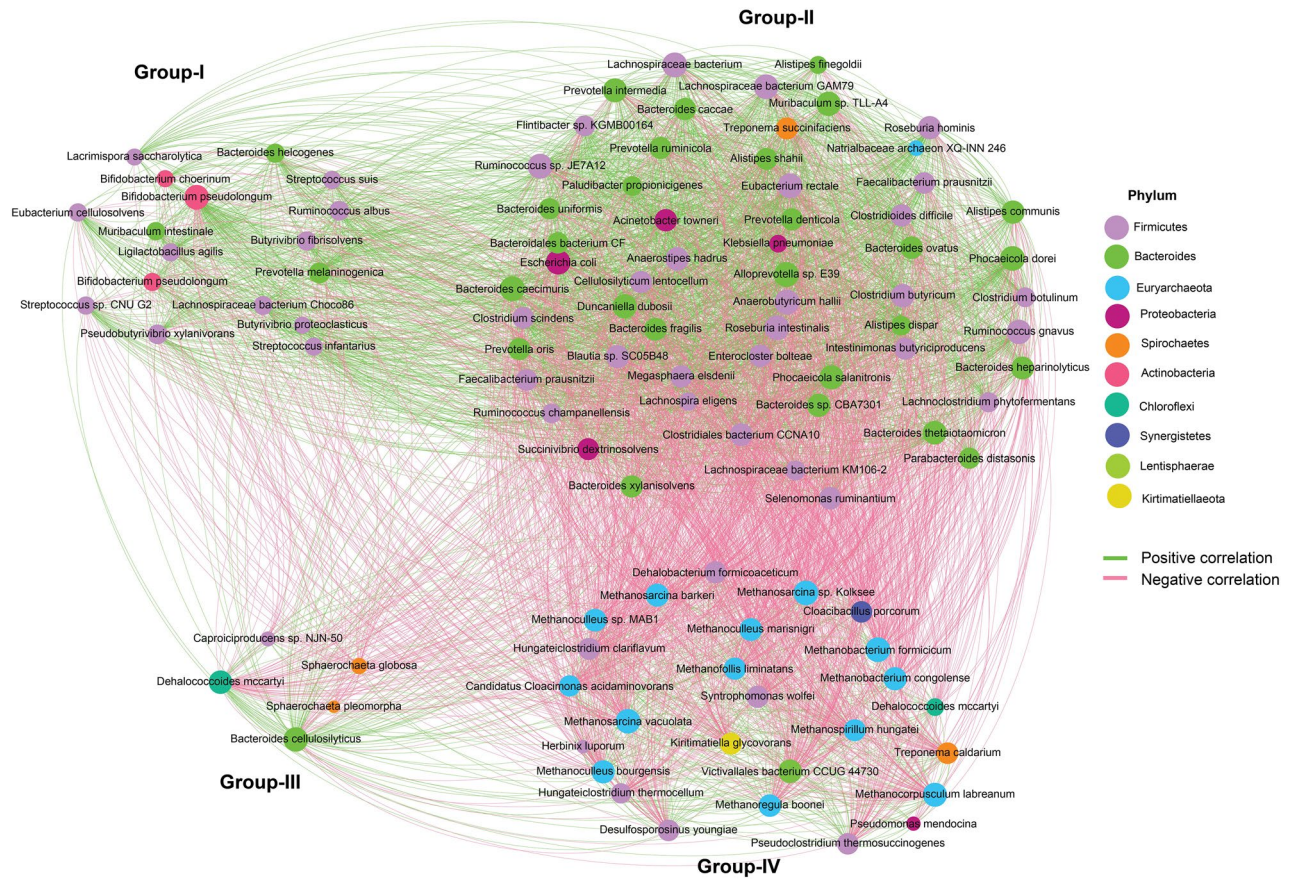 Group-II
Group-I
Lachnospiraceae bacterium
Alistipes finegoldii
Prevotella intermedia
Lachnospiraceae bacterium GAM79
Bacteroides caccae
Muribaculum sp. TLL-A4
Flintibacter sp. KGMB00164
Treponema succinifaciens
Roseburia hominis
Lacrimispora saccharolytica
Bacteroides helcogenes
Prevotella ruminicola
Alistipes shahii
Natrialbaceae archaeon XQ-INN 246
Bifidobacterium choerinum
Streptococcus suis
Ruminococcus sp. JE7A12
Bifidobacterium pseudolongum
Paludibacter propionicigenes
Eubacterium rectale
Faecalibacterium prausnitzii
Eubacterium cellulosolvens
Ruminococcus albus
Bacteroides uniformis
Acinetobacter towneri
Prevotella denticola
Clostridioides difficile
Alistipes communis
Muribaculum intestinale
Butyrivibrio fibrisolvens
Bacteroidales bacterium CF
Klebsiella pneumoniae
Bacteroides ovatus
Ligilactobacillus agilis
Escherichia coli
Anaerostipes hadrus
Phocaeicola dorei
Bifidobacterium pseudolongum
Prevotella melaninogenica
Bacteroides caecimuris
Cellulosilyticum lentocellum
Alloprevotella sp. E39
Streptococcus sp. CNU G2
Lachnospiraceae bacterium Choco86
Duncaniella dubosii
Anaerobutyricum hallii
Clostridium butyricum
Clostridium botulinum
Clostridium scindens
Bacteroides fragilis
Roseburia intestinalis
Alistipes dispar
Ruminococcus gnavus
Pseudobutyrivibrio xylanivorans
Butyrivibrio proteoclasticus
Streptococcus infantarius
Prevotella oris
Blautia sp. SC05B48
Enterocloster bolteae
Intestinimonas butyriciproducens
Bacteroides heparinolyticus
Faecalibacterium prausnitzii
Megasphaera elsdenii
Phocaeicola salanitronis
Ruminococcus champanellensis
Lachnospira eligens
Bacteroides sp. CBA7301
Lachnoclostridium phytofermentans
Clostridiales bacterium CCNA10
Bacteroides thetaiotaomicron
Succinivibrio dextrinosolvens
Lachnospiraceae bacterium KM106-2
Parabacteroides distasonis
Bacteroides xylanisolvens
Selenomonas ruminantium
Dehalobacterium formicoaceticum
Methanosarcina barkeri
Methanosarcina sp. Kolksee
Cloacibacillus porcorum
Methanoculleus sp. MAB1
Methanoculleus marisnigri
Caproiciproducens sp. NJN-50
Hungateiclostridium clariflavum
Methanobacterium formicicum
Sphaerochaeta globosa
Methanofollis liminatans
Methanobacterium congolense
Dehalococcoides mccartyi
Candidatus Cloacimonas acidaminovorans
Syntrophomonas wolfei
Sphaerochaeta pleomorpha
Dehalococcoides mccartyi
Methanosarcina vacuolata
Methanospirillum hungatei
Bacteroides cellulosilyticus
Herbinix luporum
Kiritimatiella glycovorans
Treponema caldarium
Group-III
Methanoculleus bourgensis
Victivallales bacterium CCUG 44730
Hungateiclostridium thermocellum
Methanoregula boonei
Methanocorpusculum labreanum
Desulfosporosinus youngiae
Pseudomonas mendocina
Pseudoclostridium thermosuccinogenes
Group-IV
Phylum
Firmicutes
Bacteroides
Euryarchaeota
Proteobacteria
Spirochaetes
Actinobacteria
Chloroflexi
Synergistetes
Lentisphaerae
Kirtimatiellaeota
Positive correlation
Negative correlation